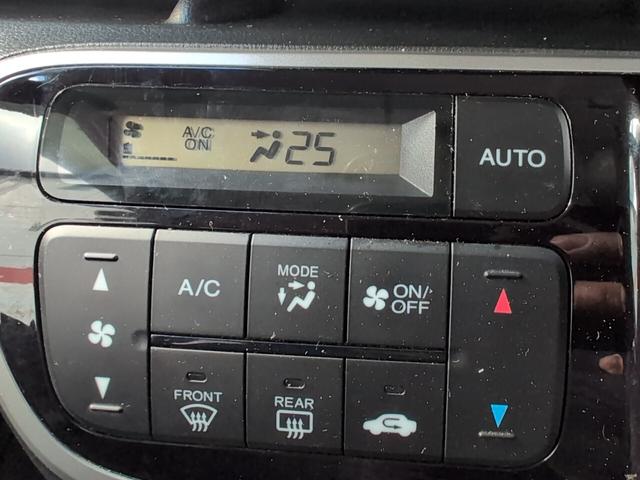 A/C
ON
25
AUTO
A/C
MODE
ON/
OFF
FRONT
REAR